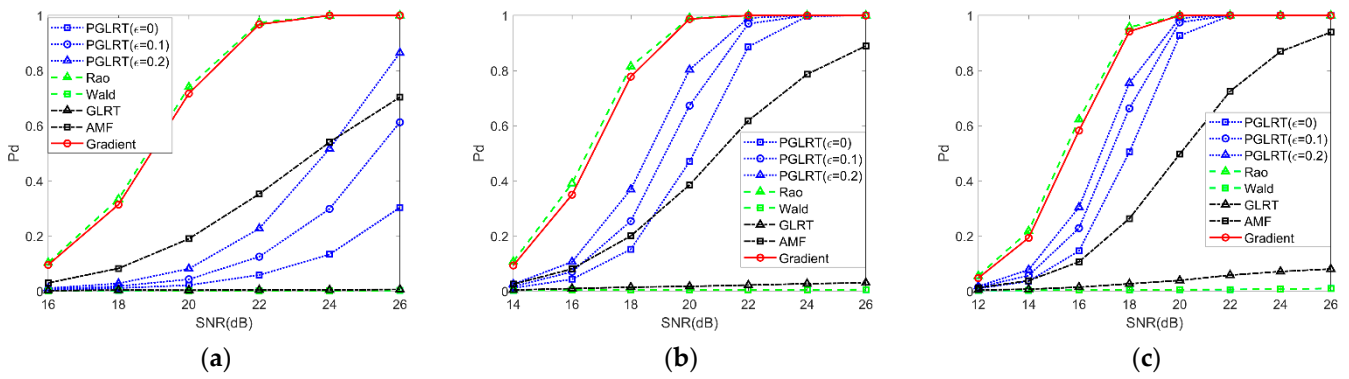 1
0.8
0.6
0.4
0.2
0
Pd
PGLRT(ϵ=0)
PGLRT(ϵ=0.1)
PGLRT(ϵ=0.2)
Rao
Wald
GLRT
AMF
Gradient
16 18 20 22 24 26
SNR(dB)
(a)
1
0.8
0.6
0.4
0.2
0
Pd
PGLRT(ϵ=0)
PGLRT(ϵ=0.1)
PGLRT(ϵ=0.2)
Rao
Wald
GLRT
AMF
Gradient
14 16 18 20 22 24 26
SNR(dB)
(b)
1
0.8
0.6
0.4
0.2
0
Pd
PGLRT(ϵ=0)
PGLRT(ϵ=0.1)
PGLRT(ϵ=0.2)
Rao
Wald
GLRT
AMF
Gradient
12 14 16 18 20 22 24 26
SNR(dB)
(c)